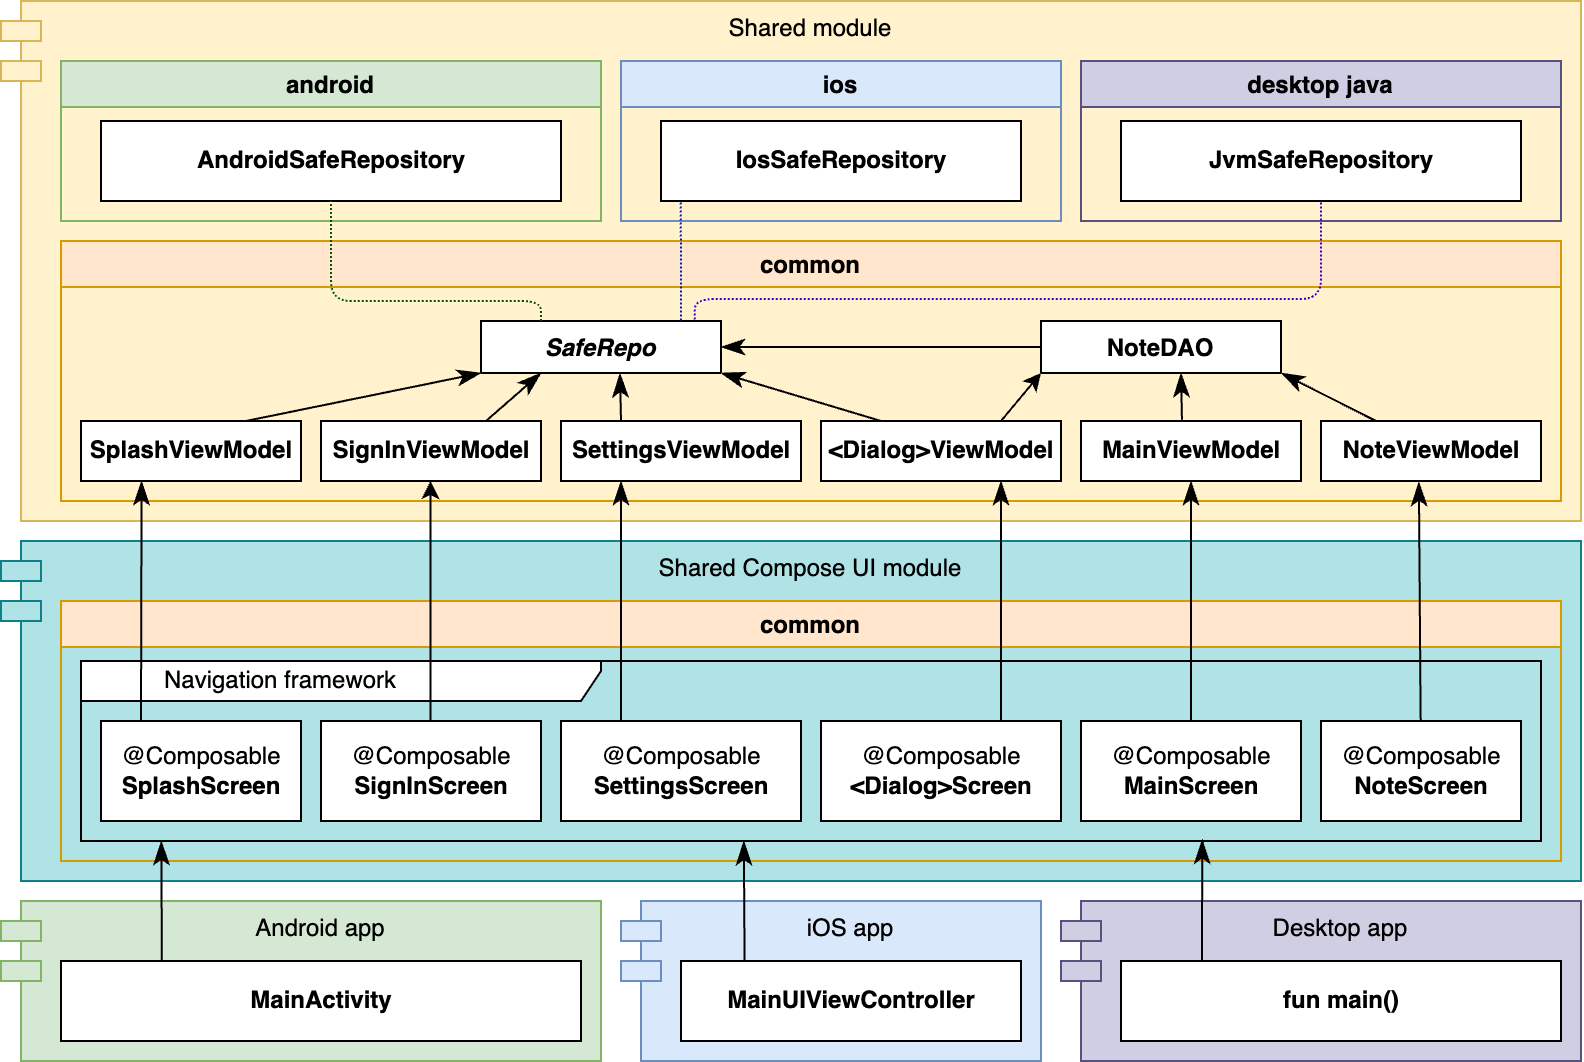 Shared module
android
ios
desktop java
AndroidSafeRepository
IosSafeRepository
JvmSafeRepository
common
SafeRepo
NoteDAO
SplashViewModel
SignInViewModel
SettingsViewModel
<Dialog>ViewModel
MainViewModel
NoteViewModel
Shared Compose UI module
common
Navigation framework
@Composable
SplashScreen
@Composable
SignInScreen
@Composable
SettingsScreen
@Composable
<Dialog>Screen
@Composable
MainScreen
@Composable
NoteScreen
Android app
MainActivity
iOS app
MainUIViewController
Desktop app
fun main()